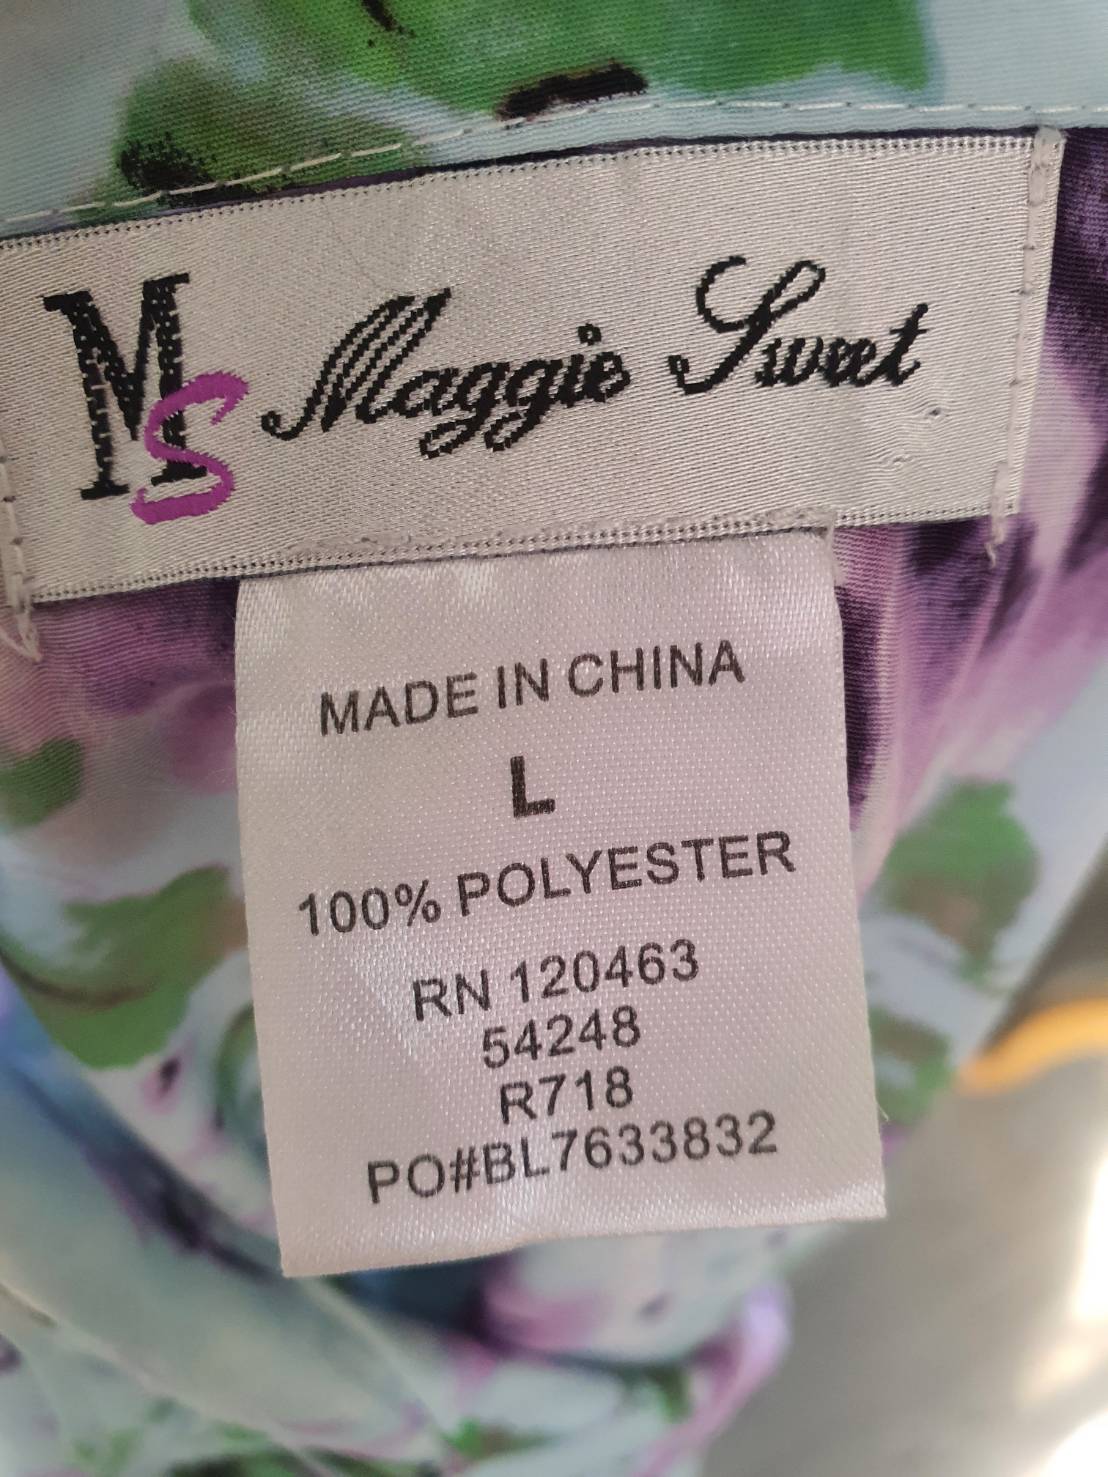 MS Maggie Sweet
MADE IN CHINA
L
100% POLYESTER
RN 120463
54248
R718
PO#BL7633832